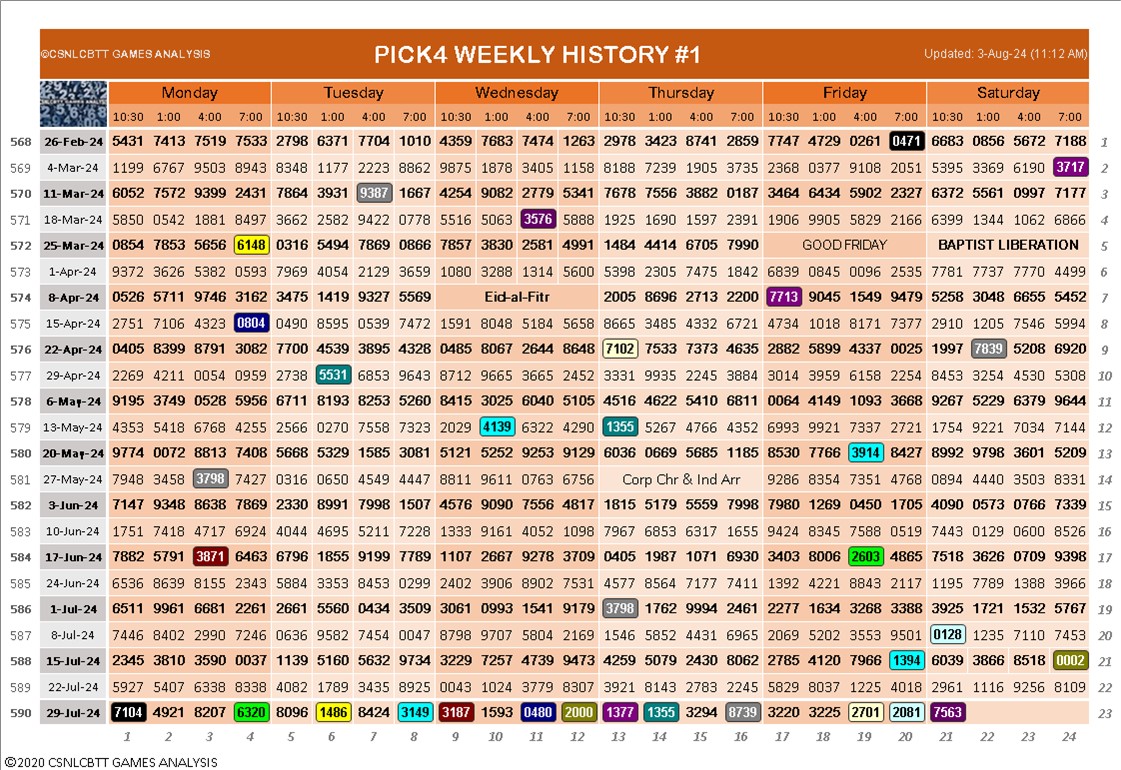 ©CSNLCBTT GAMES ANALYSIS PICK4 WEEKLY HISTORY #1 Updated: 3-Aug-24 (11:12 AM)
Monday Tuesday Wednesday Thursday Friday Saturday
10:30 1:00 4:00 7:00 10:30 1:00 4:00 7:00 10:30 1:00 4:00 7:00 10:30 1:00 4:00 7:00 10:30 1:00 4:00 7:00 10:30 1:00 4:00 7:00
568 26-Feb-24 5431 7413 7519 7533 2798 6371 7704 1010 4359 7683 7474 1263 2978 3423 8741 2859 7747 4729 0261 0471 6683 0856 5672 7188 1
569 4-Mar-24 1199 6767 9503 8943 8348 1177 2223 8862 9875 1878 3405 1158 8188 7239 1905 3735 2368 0377 9108 2051 5395 3369 6190 3717 2
570 11-Mar-24 6052 7572 9399 2431 7864 3931 9387 1667 4254 9082 2779 5341 7678 7556 3882 0187 3464 6434 5902 2327 6372 5561 0997 7177 3
571 18-Mar-24 5850 0542 1881 8497 3662 2582 9422 0778 5516 5063 3576 5888 1925 1690 1597 2391 1906 9905 5829 2166 6399 1344 1062 6866 4
572 25-Mar-24 0854 7853 5656 6148 0316 5494 7869 0866 7857 3830 2581 4991 1484 4414 6705 7990 GOOD FRIDAY BAPTIST LIBERATION 5
573 1-Apr-24 9372 3626 5382 0593 7969 4054 2129 3659 1080 3288 1314 5600 5398 2305 7475 1842 6839 0845 0096 2535 7781 7737 7770 4499 6
574 8-Apr-24 0526 5711 9746 3162 3475 1419 9327 5569 Eid-al-Fitr 2005 8696 2713 2200 7713 9045 1549 9479 5258 3048 6655 5452 7
575 15-Apr-24 2751 7106 4323 0804 0490 8595 0539 7472 1591 8048 5184 5658 8665 3485 4332 6721 4734 1018 8171 7377 2910 1205 7546 5994 8
576 22-Apr-24 0405 8399 8791 3082 7700 4539 3895 4328 0485 8067 2644 8648 7102 7533 7373 4635 2882 5899 4337 0025 1997 7839 5208 6920 9
577 29-Apr-24 2269 4211 0054 0959 2738 5531 6853 9643 8712 9665 3665 2452 3331 9935 2245 3884 3014 3959 6158 2254 8453 3254 4530 5308 10
578 6-May-24 9195 3749 0528 5956 6711 8193 8253 5260 8415 3025 6040 5105 4516 4622 5410 6811 0064 4149 1093 3668 9267 5229 6379 9644 11
579 13-May-24 4353 5418 6768 4255 2566 0270 7558 7323 2029 4139 6322 4290 1355 5267 4766 4352 6993 9921 7337 2721 1754 9221 7034 7144 12
580 20-May-24 9774 0072 8813 7408 5668 5329 1585 3081 5121 5252 9253 9129 6036 0669 5685 1185 8530 7766 3914 8427 8992 9798 3601 5209 13
581 27-May-24 7948 3458 3798 7427 0316 0650 4549 4447 8811 9611 0763 6756 Corp Chr & Ind Arr 9286 8354 7351 4768 0894 4440 3503 8331 14
582 3-Jun-24 7147 9348 8638 7869 2330 8991 7998 1507 4576 9090 7556 4817 1815 5179 5559 7998 7980 1269 0450 1705 4090 0573 0766 7339 15
583 10-Jun-24 1751 7418 4717 6924 4044 4695 5211 7228 1333 9161 4052 1098 7967 6853 6317 1655 9424 8345 7588 0519 7443 0129 0600 8526 16
584 17-Jun-24 7882 5791 3871 6463 6796 1855 9199 7789 1107 2667 9278 3709 0405 1987 1071 6930 3403 8006 2603 4865 7518 3626 0709 9398 17
585 24-Jun-24 6536 8639 8155 2343 5884 3353 8453 0299 2402 3906 8902 7531 4577 8564 7177 7411 1392 4221 8843 2117 1195 7789 1388 3966 18
586 1-Jul-24 6511 9961 6681 2261 2661 5560 0434 3509 3061 0993 1541 9179 3798 1762 9994 2461 2277 1634 3268 3388 3925 1721 1532 5767 19
587 8-Jul-24 7446 8402 2990 7246 0636 9582 7454 0047 8798 9707 5804 2169 1546 5852 4431 6965 2069 5202 3553 9501 0128 1235 7110 7453 20
588 15-Jul-24 2345 3810 3590 0037 1139 5160 5632 9734 3229 7257 4739 9473 4259 5079 2430 8062 2785 4120 7966 1394 6039 3866 8518 0002 21
589 22-Jul-24 5927 5407 6338 8338 4082 1789 3435 8925 0043 1024 3779 8307 3921 8143 2783 2245 5829 8037 1225 4018 2961 1116 9256 8109 22
590 29-Jul-24 7104 4921 8207 6320 8096 1486 8424 3149 3187 1593 0480 2000 1377 1355 3294 8739 3220 3225 2701 2081 7563 23
1 2 3 4 5 6 7 8 9 10 11 12 13 14 15 16 17 18 19 20 21 22 23 24
©2020 CSNLCBTT GAMES ANALYSIS